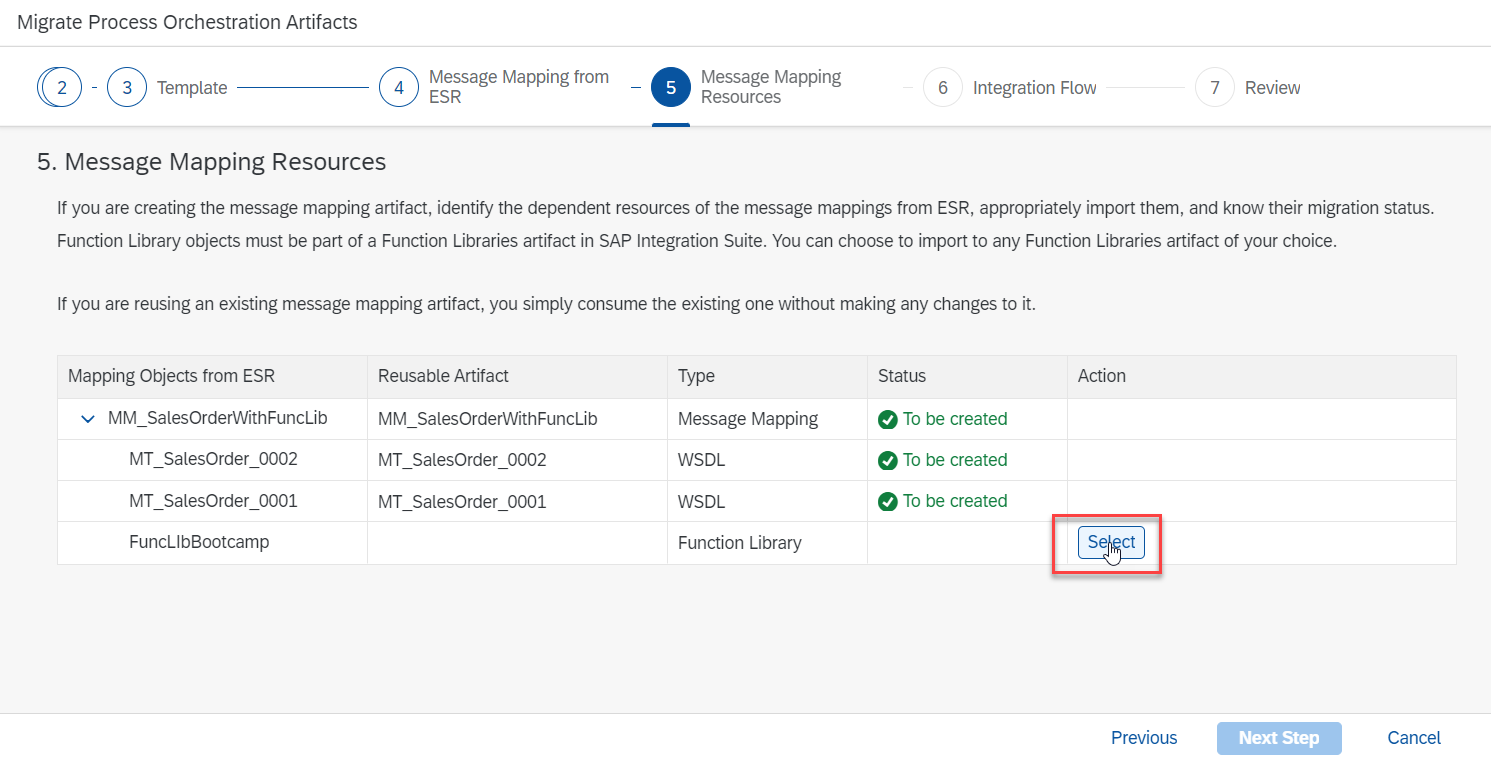 Migrate Process Orchestration Artifacts
2
3
Template
4
Message Mapping from
ESR
5
Message Mapping
Resources
6
Integration Flow
7
Review
5. Message Mapping Resources
If you are creating the message mapping artifact, identify the dependent resources of the message mappings from ESR, appropriately import them, and know their migration status.
Function Library objects must be part of a Function Libraries artifact in SAP Integration Suite. You can choose to import to any Function Libraries artifact of your choice.
If you are reusing an existing message mapping artifact, you simply consume the existing one without making any changes to it.
Mapping Objects from ESR Reusable Artifact Type Status Action
MM_SalesOrderWithFuncLib MM_SalesOrderWithFuncLib Message Mapping To be created
MT_SalesOrder_0002 MT_SalesOrder_0002 WSDL To be created
MT_SalesOrder_0001 MT_SalesOrder_0001 WSDL To be created
FuncLIbBootcamp Function Library Select
Previous Next Step Cancel